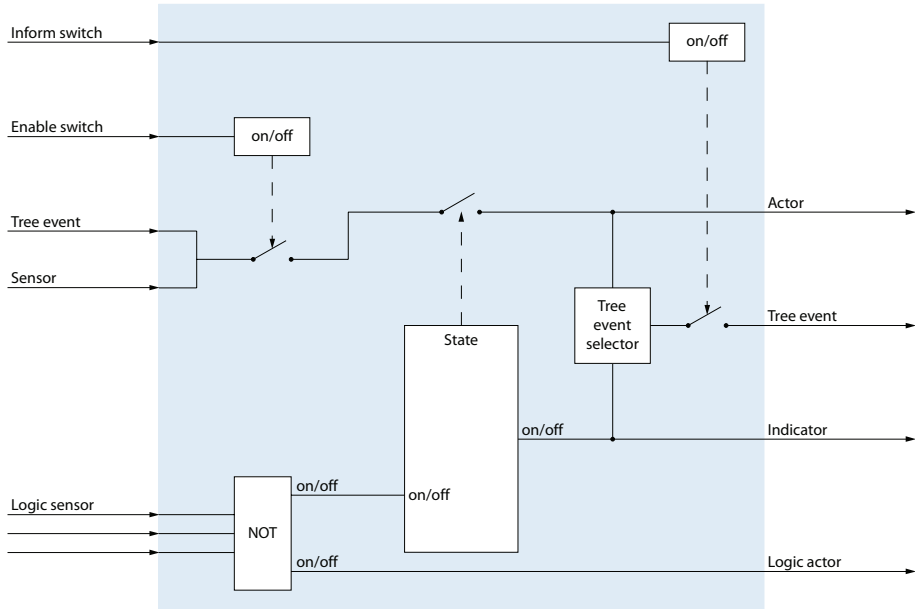 Inform switch
on/off
Enable switch
on/off
Tree event
Actor
Sensor
Tree
event
selector
Tree event
State
on/off
Indicator
on/off
on/off
Logic sensor
NOT
on/off
Logic actor